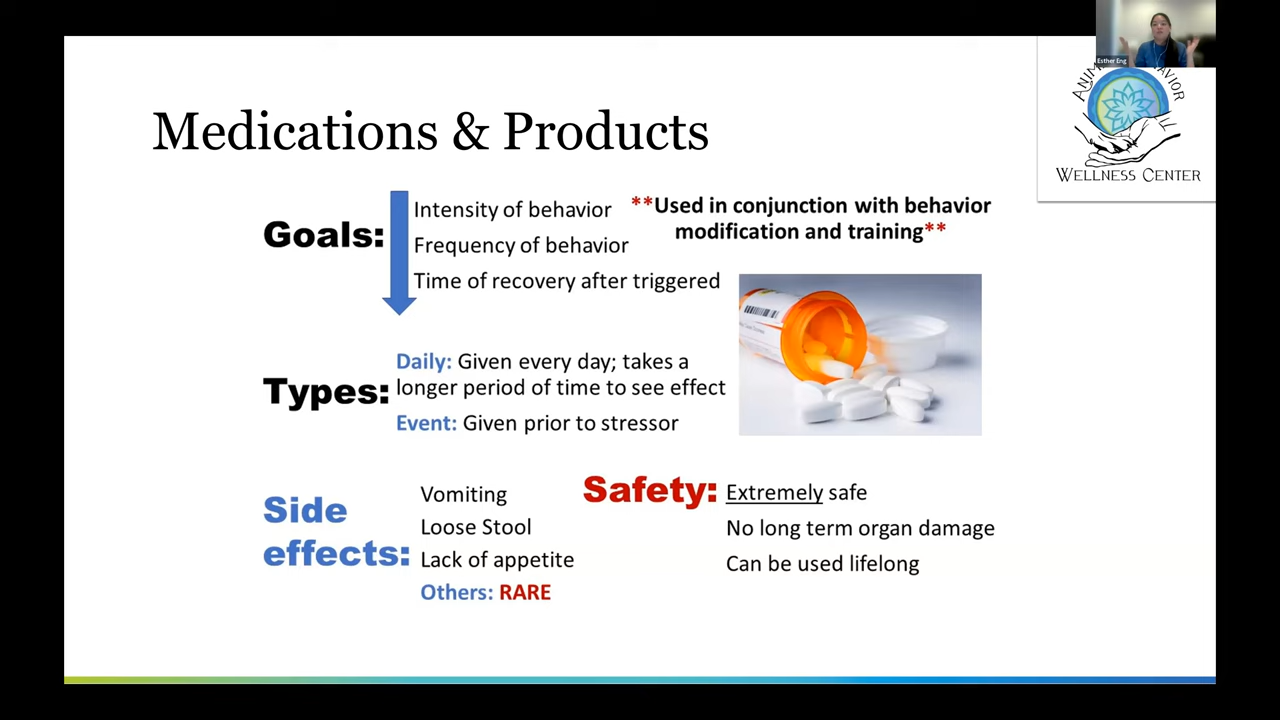 Esther Eng
WELLNESS CENTER
Medications & Products
Goals:
Intensity of behavior
Frequency of behavior
Time of recovery after triggered
**Used in conjunction with behavior
modification and training**
Types:
Daily: Given every day; takes a
longer period of time to see effect
Event: Given prior to stressor
Side
effects:
Vomiting
Loose Stool
Lack of appetite
Others: RARE
Safety:
Extremely safe
No long term organ damage
Can be used lifelong